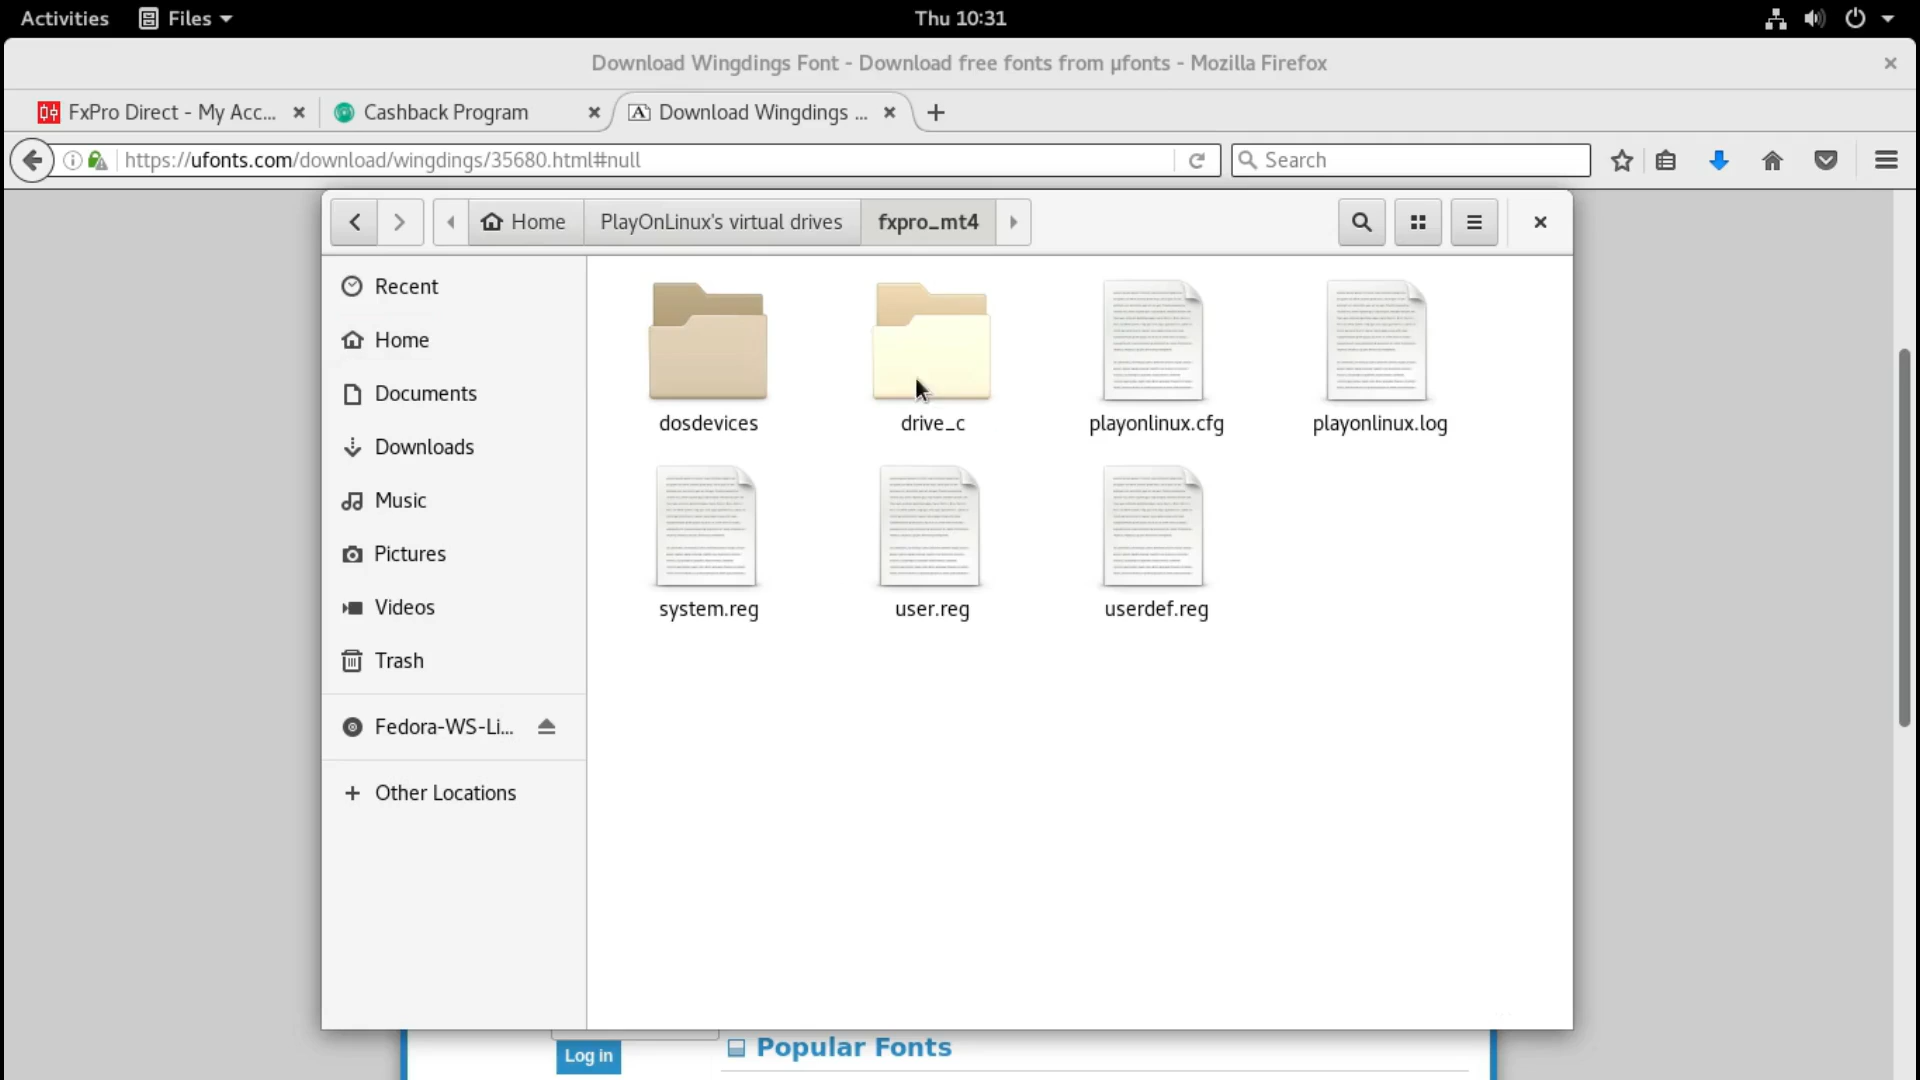 Activities Files Thu 10:31
Download Wingdings Font - Download free fonts from µfonts - Mozilla Firefox
FxPro Direct - My Acc... Cashback Program Download Wingdings ...
https://ufonts.com/download/wingdings/35680.html#null Search
Home PlayOnLinux's virtual drives fxpro_mt4
Recent
Home
Documents
Downloads
Music
Pictures
Videos
Trash
Fedora-WS-Li...
+ Other Locations
dosdevices drive_c playonlinux.cfg playonlinux.log
system.reg user.reg userdef.reg
Log in
Popular Fonts